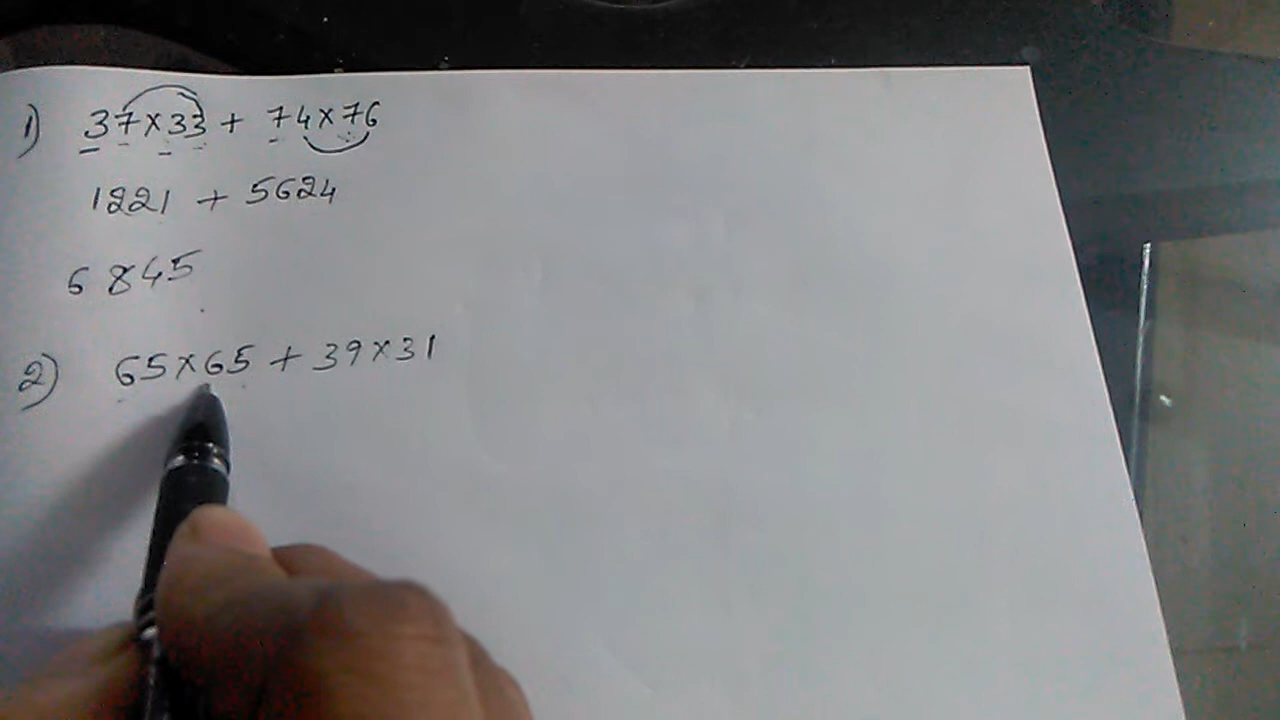 1) 37×33 + 74×76
1221 + 5624
6845
2) 65×65 + 39×31